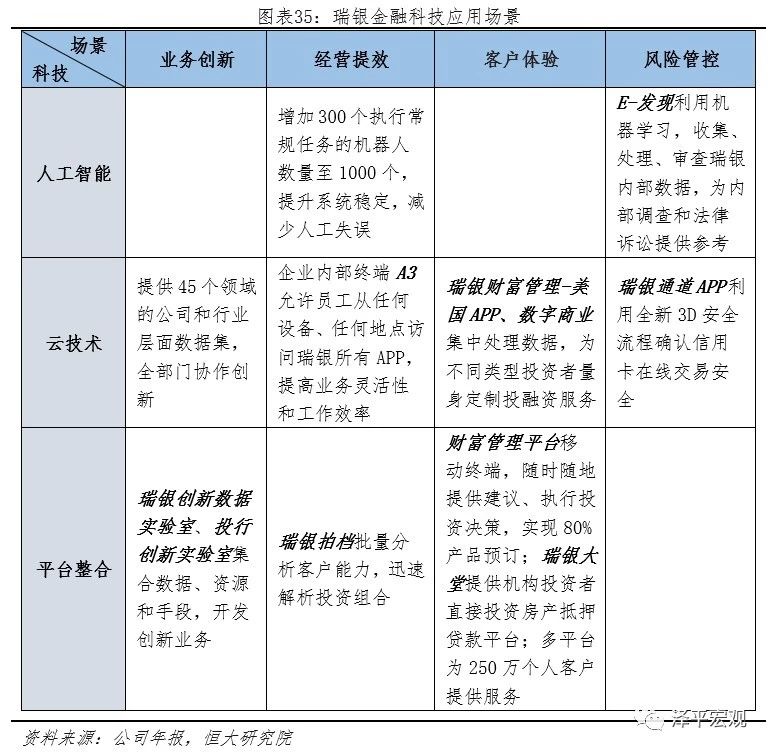 图表35：瑞银金融科技应用场景
场景
科技
业务创新
经营提效
客户体验
风险管控
人工智能
增加300个执行常
规任务的机器人
数量至1000个，
提升系统稳定，减
少人工失误
E-发现利用机
器学习，收集、
处理、审查瑞银
内部数据，为内
部调查和法律
诉讼提供参考
云技术
提供45个领域
的公司和行业
层面数据集，
全部门协作创
新
企业内部终端A3
允许员工从任何
设备、任何地点访
问瑞银所有APP，
提高业务灵活性
和工作效率
瑞银财富管理-美
国APP、数字商业
集中处理数据，为
不同类型投资者量
身定制投融资服务
瑞银通道APP利
用全新3D安全
流程确认信用
卡在线交易安
全
平台整合
瑞银创新数据
实验室、投行
创新实验室集
合数据、资源
和手段，开发
创新业务
瑞银拍档批量分
析客户能力，迅速
解析投资组合
财富管理平台移
动终端，随时随地
提供建议、执行投
资决策，实现80%
产品预订；瑞银大
堂提供机构投资者
直接投资房产抵押
贷款平台；多平台
为250万个人客户
提供服务
泽平宏观
资料来源：公司年报，恒大研究院